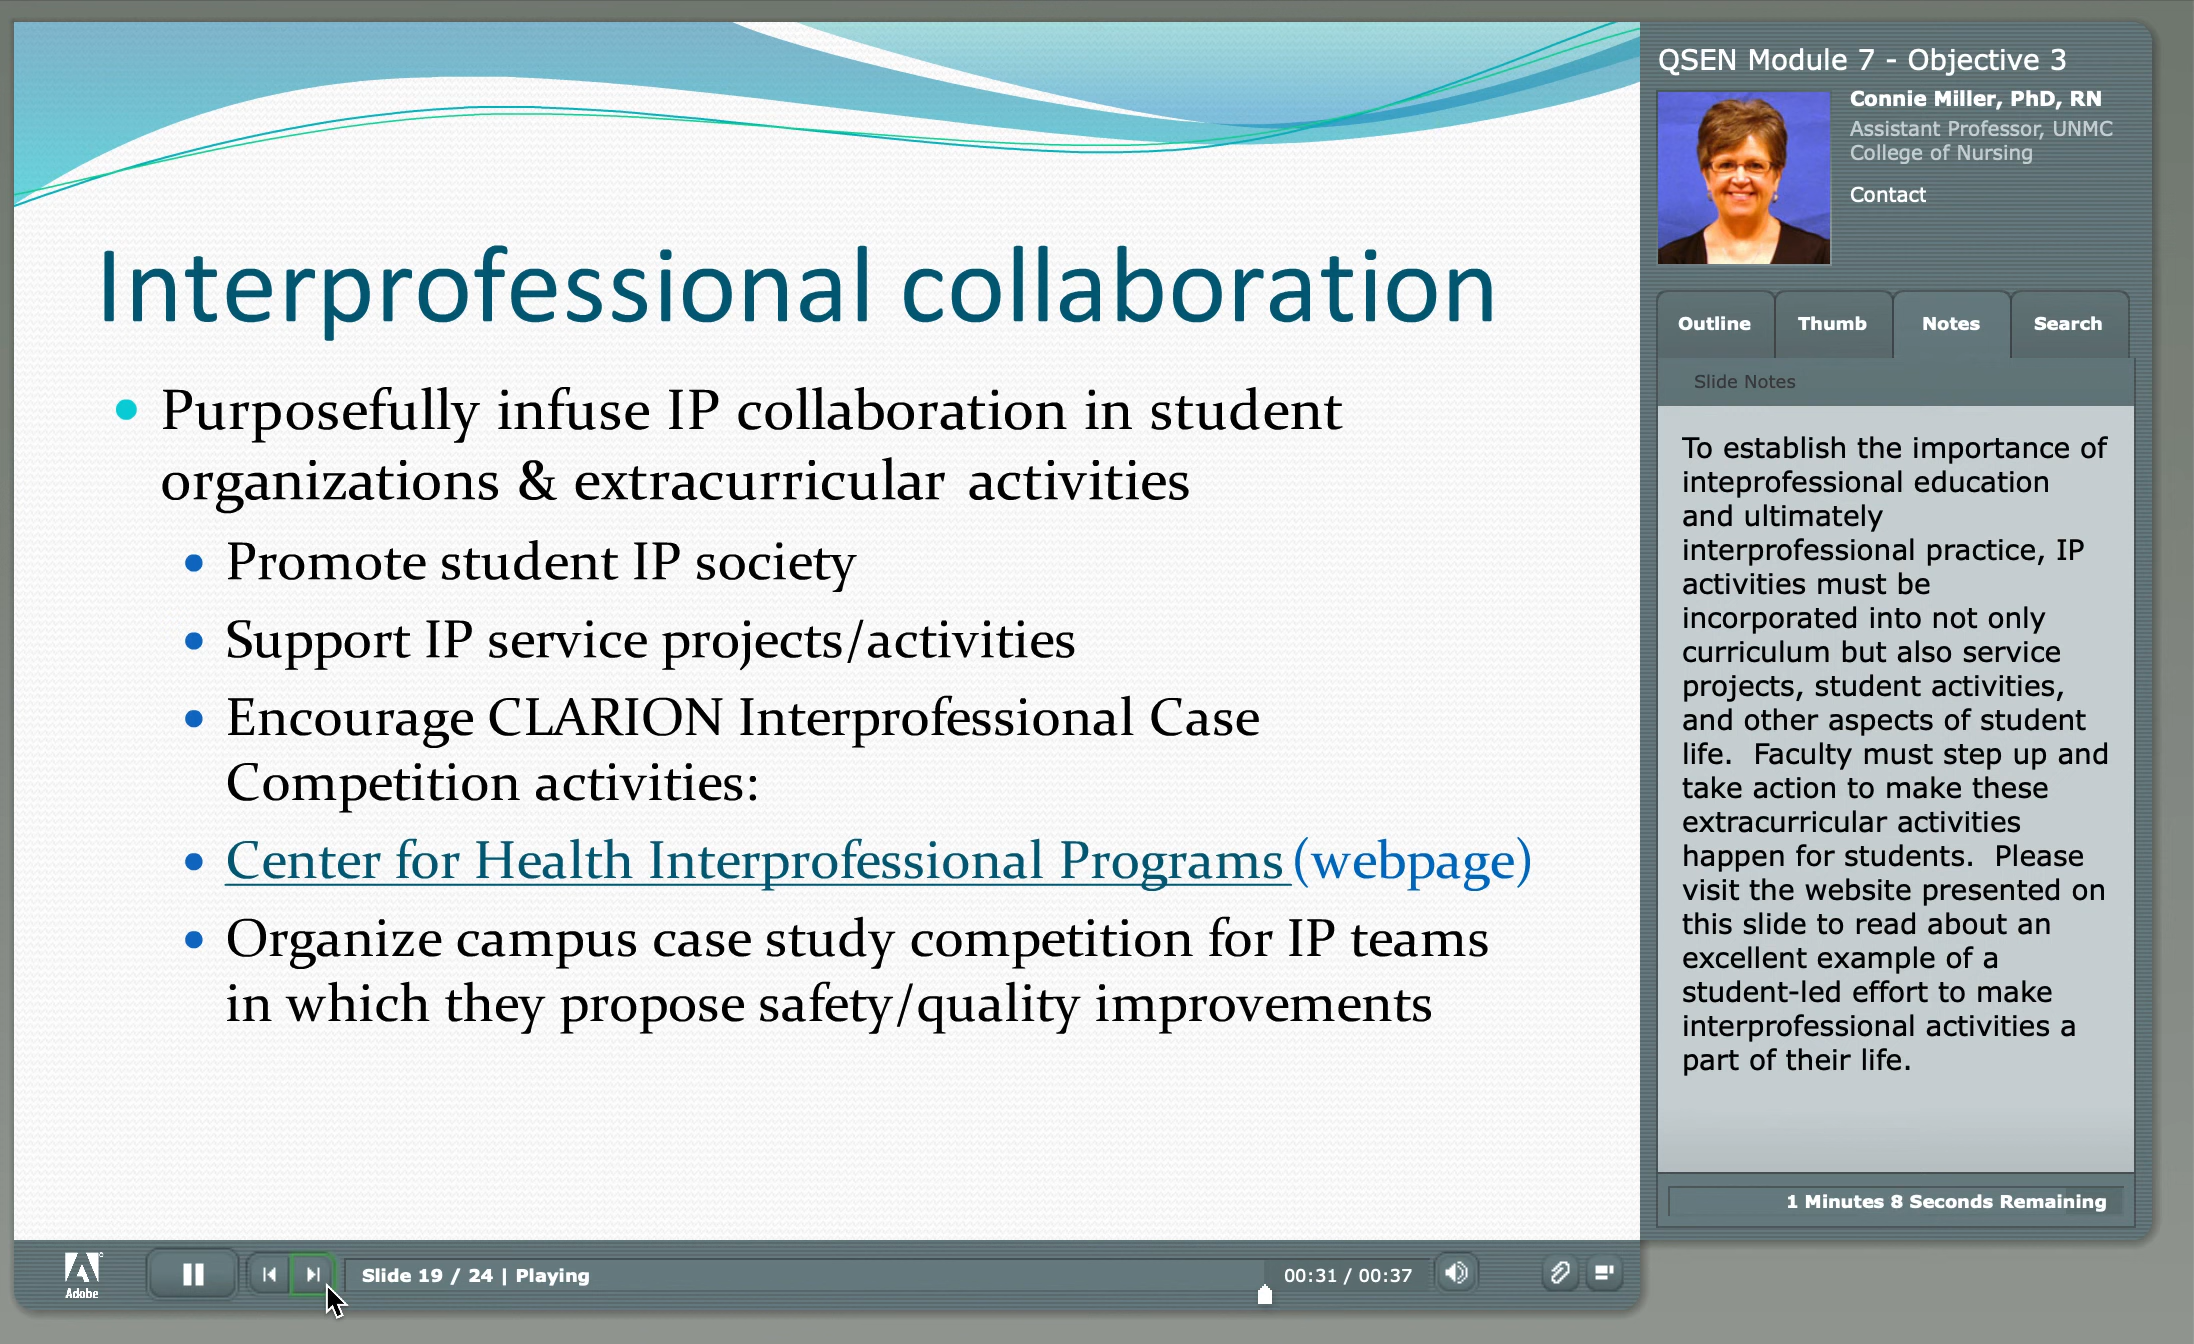 Interprofessional collaboration
Purposefully infuse IP collaboration in student
organizations & extracurricular activities
Promote student IP society
Support IP service projects/activities
Encourage CLARION Interprofessional Case
Competition activities:
Center for Health Interprofessional Programs (webpage)
Organize campus case study competition for IP teams
in which they propose safety/quality improvements
QSEN Module 7 - Objective 3
Connie Miller, PhD, RN
Assistant Professor, UNMC
College of Nursing
Contact
Outline Thumb Notes Search
Slide Notes
To establish the importance of
inteprofessional education
and ultimately
interprofessional practice, IP
activities must be
incorporated into not only
curriculum but also service
projects, student activities,
and other aspects of student
life.  Faculty must step up and
take action to make these
extracurricular activities
happen for students.  Please
visit the website presented on
this slide to read about an
excellent example of a
student-led effort to make
interprofessional activities a
part of their life.
1 Minutes 8 Seconds Remaining
Adobe
Slide 19 / 24 | Playing
00:31 / 00:37